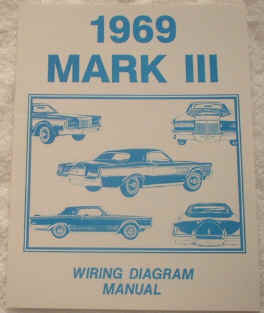 1969
MARK III
WIRING DIAGRAM
MANUAL